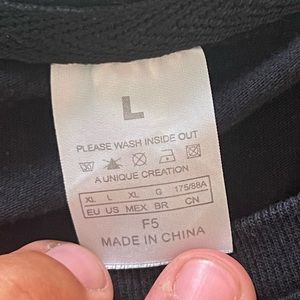 L
PLEASE WASH INSIDE OUT
A UNIQUE CREATION
XL L XL G 175/88A
EU US MEX BR CN
F5
MADE IN CHINA